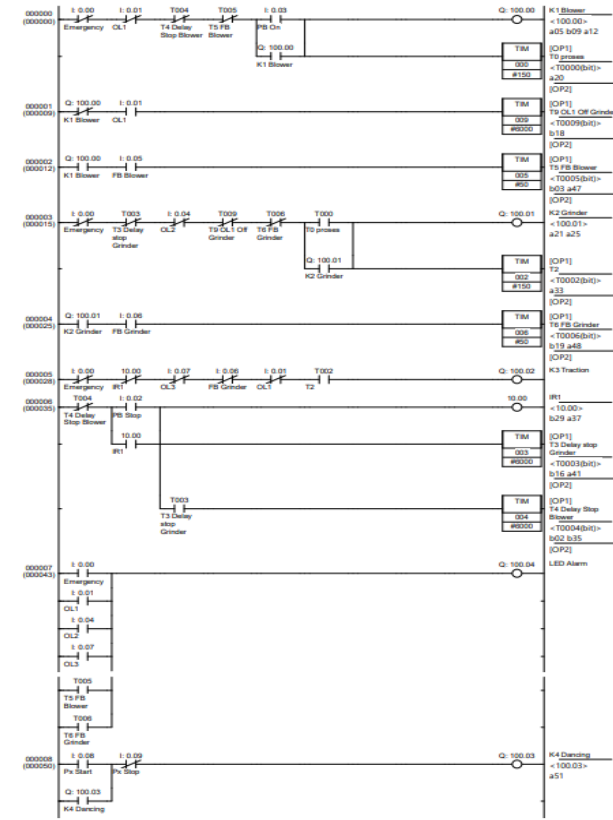 000000
(000000)
I: 0.00
I: 0.01
T004
T005
I: 0.03
Q: 100.00
K1 Blower
Emergency
OL1
T4 Delay
Stop Blower
T5 FB
Blower
PB On
<100.00>
a05 b09 a12
Q: 100.00
K1 Blower
TIM
000
#150
[OP1]
T0 proses
<T0000(bit)>
a20
[OP2]
000001
(000009)
Q: 100.00
I: 0.01
K1 Blower
OL1
TIM
009
#6000
[OP1]
T9 OL1 Off Grinde
<T0009(bit)>
b18
[OP2]
000002
(000012)
Q: 100.00
I: 0.05
K1 Blower
FB Blower
TIM
005
#50
[OP1]
T5 FB Blower
<T0005(bit)>
b03 a47
[OP2]
000003
(000015)
I: 0.00
T003
I: 0.04
T009
T006
T000
Q: 100.01
K2 Grinder
Emergency
T3 Delay
stop
Grinder
OL2
T9 OL1 Off
Grinder
T6 FB
Grinder
T0 proses
<100.01>
a21 a25
Q: 100.01
K2 Grinder
TIM
002
#150
[OP1]
T2
<T0002(bit)>
a33
[OP2]
000004
(000025)
Q: 100.01
I: 0.06
K2 Grinder
FB Grinder
TIM
006
#50
[OP1]
T6 FB Grinder
<T0006(bit)>
b19 a48
[OP2]
000005
(000028)
I: 0.00
10.00
I: 0.07
I: 0.06
I: 0.01
T002
Q: 100.02
K3 Traction
Emergency
IR1
OL3
FB Grinder
OL1
T2
000006
(000035)
T004
I: 0.02
10.00
IR1
T4 Delay
Stop Blower
PB Stop
<10.00>
b29 a37
10.00
IR1
TIM
003
#6000
[OP1]
T3 Delay stop
Grinder
<T0003(bit)>
b16 a41
[OP2]
T003
T3 Delay
stop
Grinder
TIM
004
#6000
[OP1]
T4 Delay Stop
Blower
<T0004(bit)>
b02 b35
[OP2]
000007
(000043)
I: 0.00
Q: 100.04
LED Alarm
Emergency
I: 0.01
OL1
I: 0.04
OL2
I: 0.07
OL3
T005
T5 FB
Blower
T006
T6 FB
Grinder
000008
(000050)
I: 0.08
I: 0.09
Q: 100.03
K4 Dancing
Px Start
Px Stop
<100.03>
a51
Q: 100.03
K4 Dancing